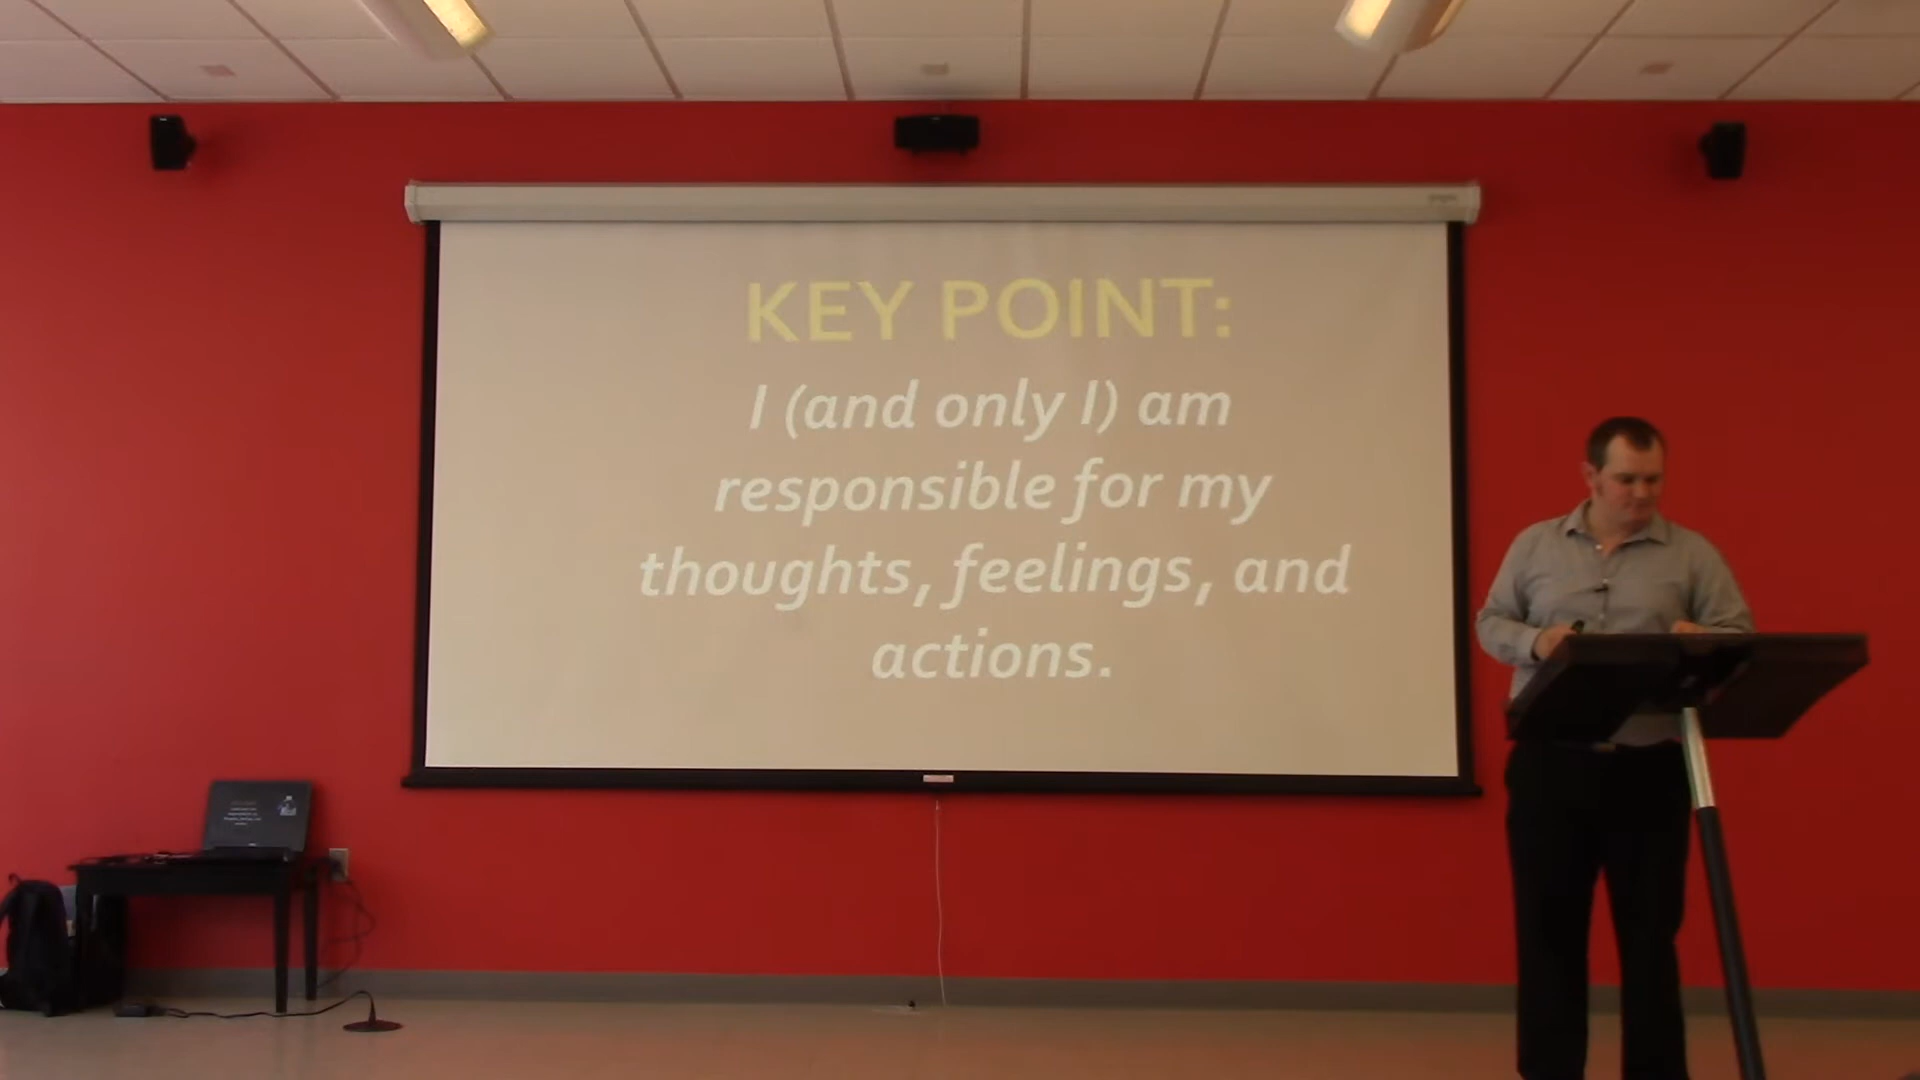 KEY POINT:
I (and only I) am
responsible for my
thoughts, feelings, and
actions.